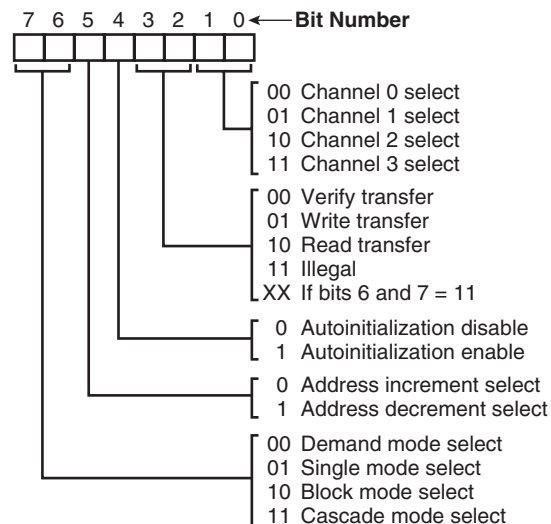 7 6 5 4 3 2 1 0 Bit Number
00 Channel 0 select
01 Channel 1 select
10 Channel 2 select
11 Channel 3 select
00 Verify transfer
01 Write transfer
10 Read transfer
11 Illegal
XX If bits 6 and 7 = 11
0 Autoinitialization disable
1 Autoinitialization enable
0 Address increment select
1 Address decrement select
00 Demand mode select
01 Single mode select
10 Block mode select
11 Cascade mode select